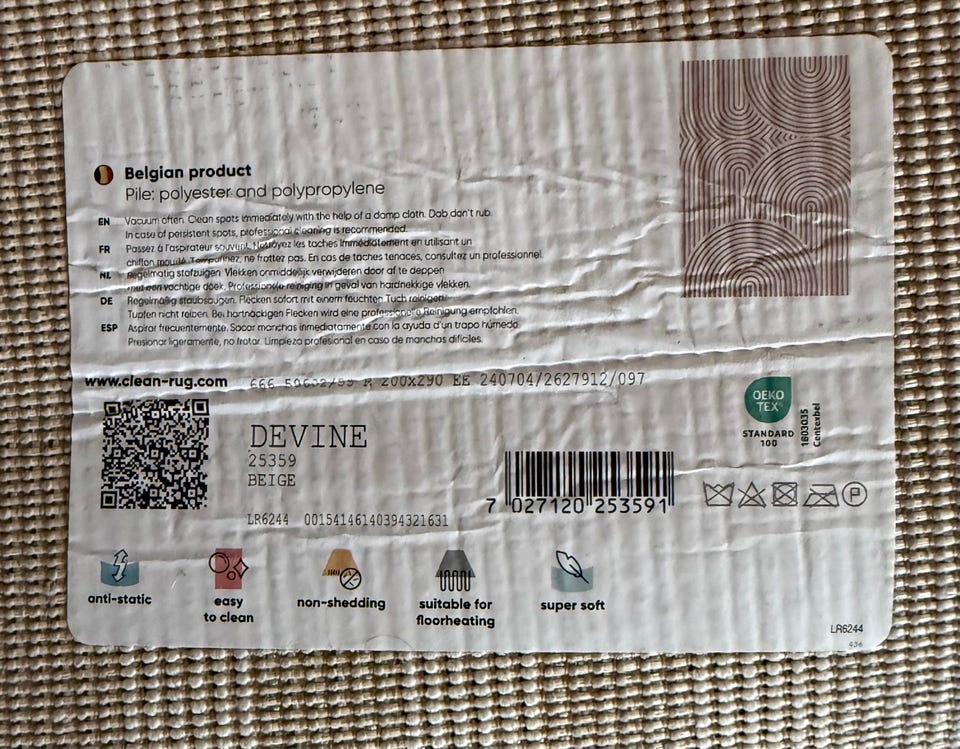 Belgian product
Pile: polyester and polypropylene
EN Vacuum often. Clean spots immediately with the help of a damp cloth. Dab don't rub.
In case of persistent spots, professional cleaning is recommended.
FR Passez à l'aspirateur souvent. Nettoyez les taches immédiatement en utilisant un
chiffon mouillé. Tamponnez, ne frottez pas. En cas de taches tenaces, consultez un professionnel.
NL Regelmatig stofzuigen. Vlekken onmiddelijk verwijderen door af te deppen
met een vochtige doek. Professionele reiniging in geval van hardnekkige vlekken.
DE Regelmäßig staubsaugen. Flecken sofort mit einem feuchten Tuch reinigen.
Tupfen nicht reiben. Bei hartnäckigen Flecken wird eine professionelle Reinigung empfohlen.
ESP Aspirar frecuentemente. Sacar manchas inmediatamente con la ayuda d'un trapo húmedo.
Presionar ligeramente, no frotar. Limpieza profesional en caso de manchas difíciles.
www.clean-rug.com 666 R 200x290 EE 240704/2627912/097
OEKO
TEX®
STANDARD
100
1803035
Centexbel
DEVINE
25359
BEIGE
7 027120 253591
P
LR6244 00154146140394321631
anti-static
easy
to clean
non-shedding
suitable for
floorheating
super soft
LR6244